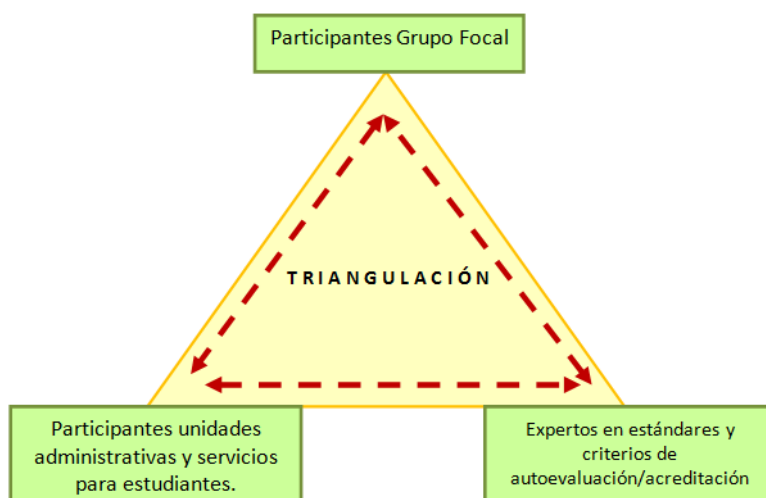 Participantes Grupo Focal
TRIANGULACIÓN
Participantes unidades
administrativas y servicios
para estudiantes.
Expertos en estándares y
criterios de
autoevaluación/acreditación